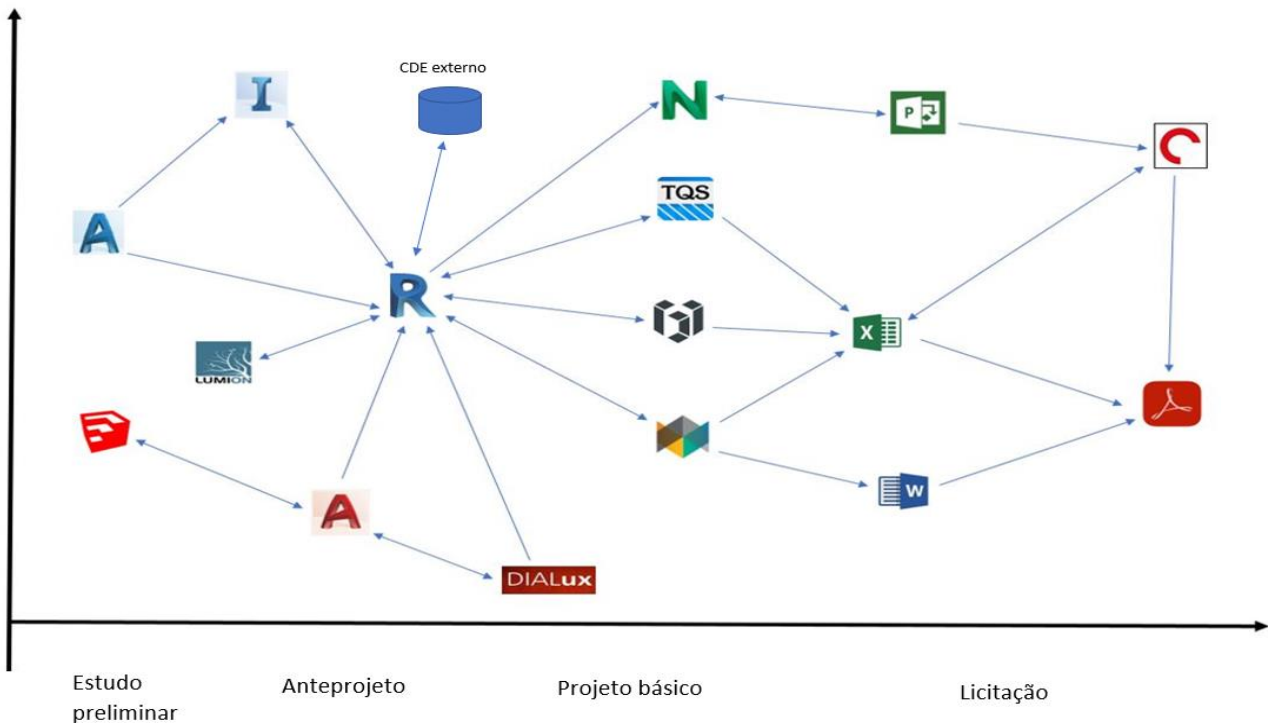 CDE externo
I
N
P
TQS
A
R
X
LUMION
W
A
DIALux
Estudo
preliminar
Anteprojeto
Projeto básico
Licitação